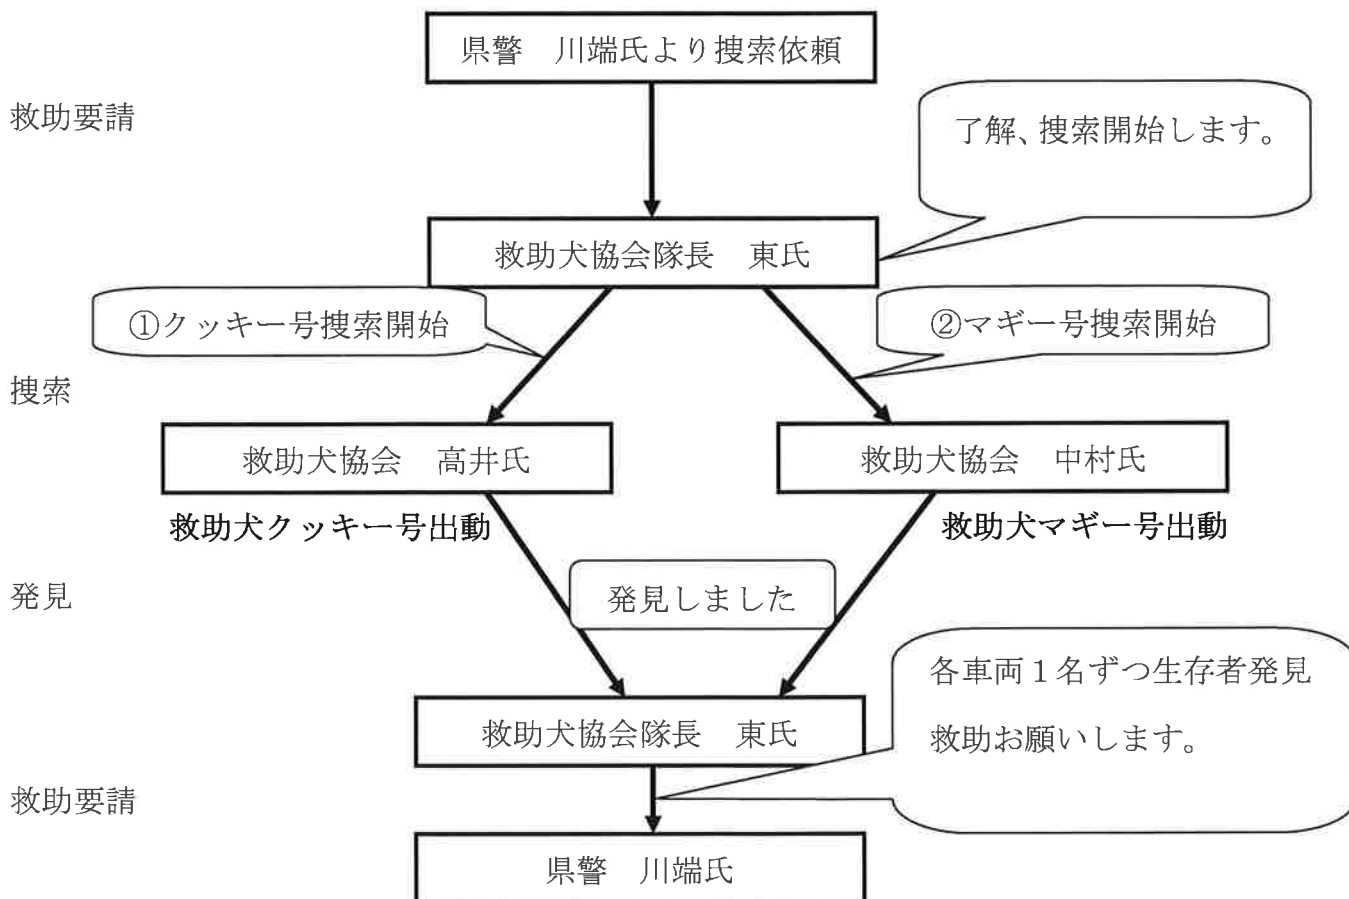 県警　川端氏より捜索依頼
救助要請
了解、捜索開始します。
救助犬協会隊長　東氏
①クッキー号捜索開始
②マギー号捜索開始
捜索
救助犬協会　高井氏
救助犬協会　中村氏
救助犬クッキー号出動
救助犬マギー号出動
発見
発見しました
各車両１名ずつ生存者発見
救助お願いします。
救助犬協会隊長　東氏
救助要請
県警　川端氏